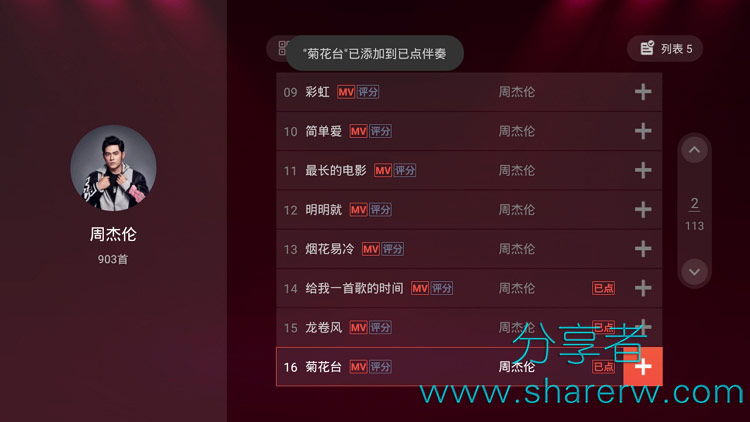 "菊花台"已添加到已点伴奏
列表 5
周杰伦
903首
09 彩虹 MV 评分 周杰伦
10 简单爱 MV 评分 周杰伦
11 最长的电影 MV 评分 周杰伦
12 明明就 MV 评分 周杰伦
13 烟花易冷 MV 评分 周杰伦
14 给我一首歌的时间 MV 评分 周杰伦 已点
15 龙卷风 MV 评分 周杰伦 已点
16 菊花台 MV 评分 周杰伦 已点
2
113
分享者
www.sharerw.com